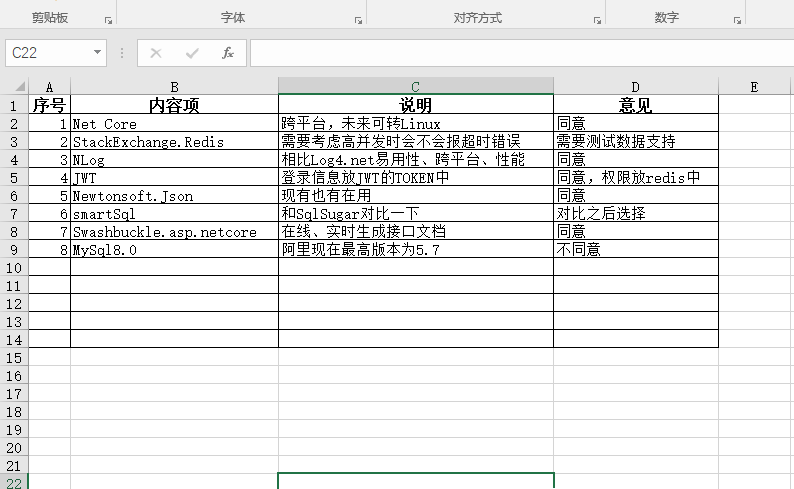 剪贴板 字体 对齐方式 数字
C22 fx
A B C D E
1 序号 内容项 说明 意见
2 1 Net Core 跨平台，未来可转Linux 同意
3 2 StackExchange.Redis 需要考虑高并发时会不会报超时错误 需要测试数据支持
4 3 NLog 相比Log4.net易用性、跨平台、性能 同意
5 4 JWT 登录信息放JWT的TOKEN中 同意，权限放redis中
6 5 Newtonsoft.Json 现有也有在用 同意
7 6 smartSql 和SqlSugar对比一下 对比之后选择
8 7 Swashbuckle.asp.netcore 在线、实时生成接口文档 同意
9 8 MySql8.0 阿里现在最高版本为5.7 不同意
10
11
12
13
14
15
16
17
18
19
20
21
22